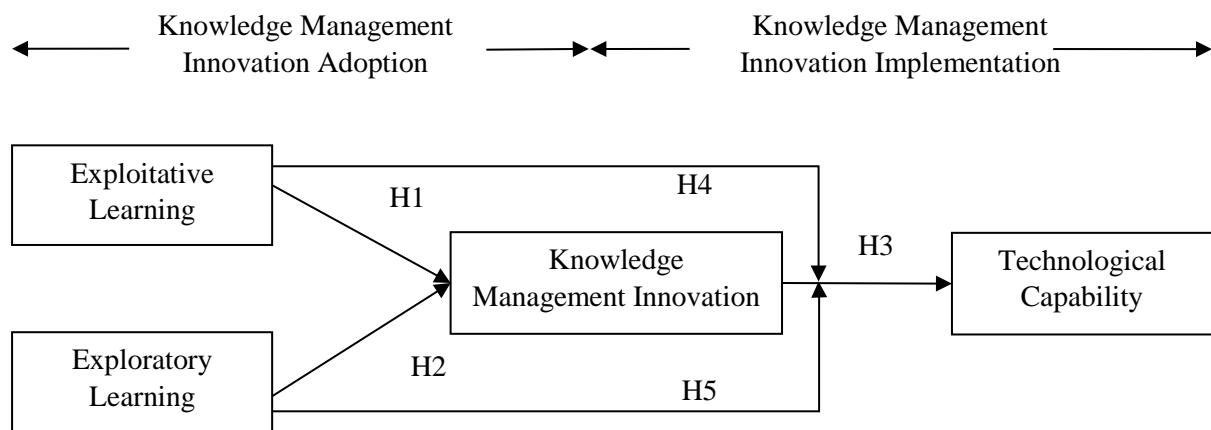 Knowledge Management
Innovation Adoption
Knowledge Management
Innovation Implementation
Exploitative
Learning
H1
H4
Knowledge
Management Innovation
H3
Technological
Capability
Exploratory
Learning
H2
H5